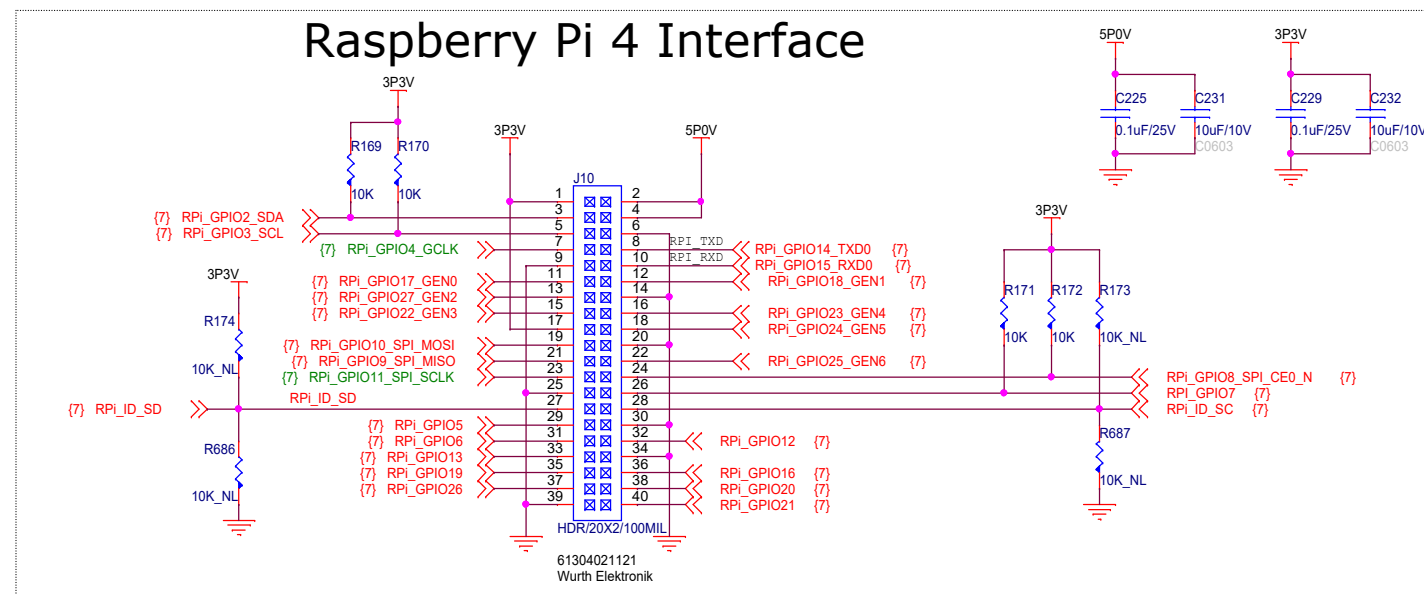 Raspberry Pi 4 Interface
5P0V
3P3V
C225
C231
C229
C232
0.1uF/25V
10uF/10V
0.1uF/25V
10uF/10V
C0603
C0603
3P3V
R169
R170
10K
10K
3P3V
5P0V
J10
1
2
3
4
5
6
7
8
9
10
11
12
13
14
15
16
17
18
19
20
21
22
23
24
25
26
27
28
29
30
31
32
33
34
35
36
37
38
39
40
{7} RPi_GPIO2_SDA
{7} RPi_GPIO3_SCL
{7} RPi_GPIO4_GCLK
RPI_TXD
RPi_GPIO14_TXD0 {7}
RPI_RXD
RPi_GPIO15_RXD0 {7}
{7} RPi_GPIO17_GEN0
RPi_GPIO18_GEN1 {7}
{7} RPi_GPIO27_GEN2
{7} RPi_GPIO22_GEN3
RPi_GPIO23_GEN4 {7}
RPi_GPIO24_GEN5 {7}
{7} RPi_GPIO10_SPI_MOSI
{7} RPi_GPIO9_SPI_MISO
RPi_GPIO25_GEN6 {7}
{7} RPi_GPIO11_SPI_SCLK
RPi_GPIO8_SPI_CE0_N {7}
RPI_GPIO7 {7}
{7} RPi_ID_SD
RPi_ID_SD
RPi_ID_SC {7}
{7} RPi_GPIO5
{7} RPi_GPIO6
RPi_GPIO12 {7}
{7} RPi_GPIO13
{7} RPi_GPIO19
RPi_GPIO16 {7}
{7} RPi_GPIO26
RPi_GPIO20 {7}
RPi_GPIO21 {7}
3P3V
R174
10K_NL
R686
10K_NL
3P3V
R171
R172
R173
10K
10K
10K_NL
R687
10K_NL
HDR/20X2/100MIL
61304021121
Wurth Elektronik